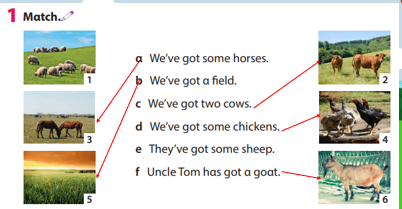 1 Match.
1
3
5
a We've got some horses.
b We've got a field.
c We've got two cows.
d We've got some chickens.
e They've got some sheep.
f Uncle Tom has got a goat.
2
4
6